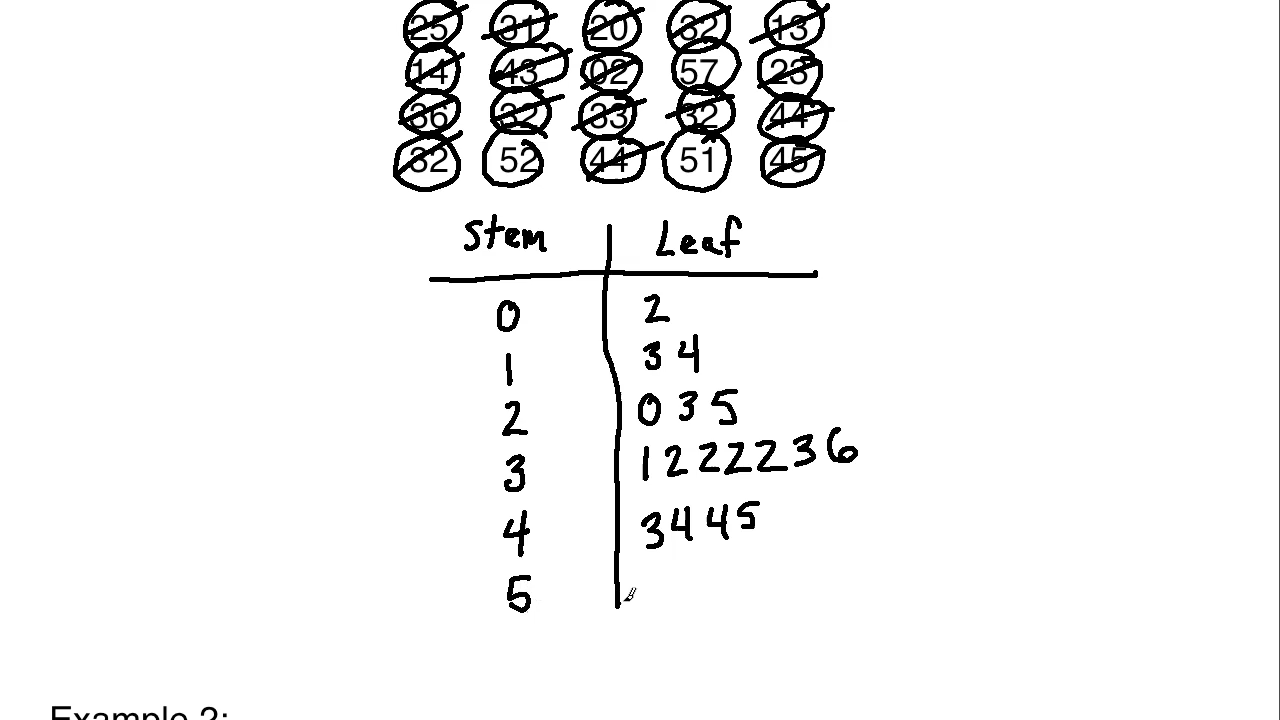 25 31 20 32 13
14 43 02 57 23
36 32 33 32 44
32 52 44 51 45
Stem Leaf
0 2
1 3 4
2 0 3 5
3 1 2 2 2 2 3 6
4 3 4 4 5
5
Example 2: